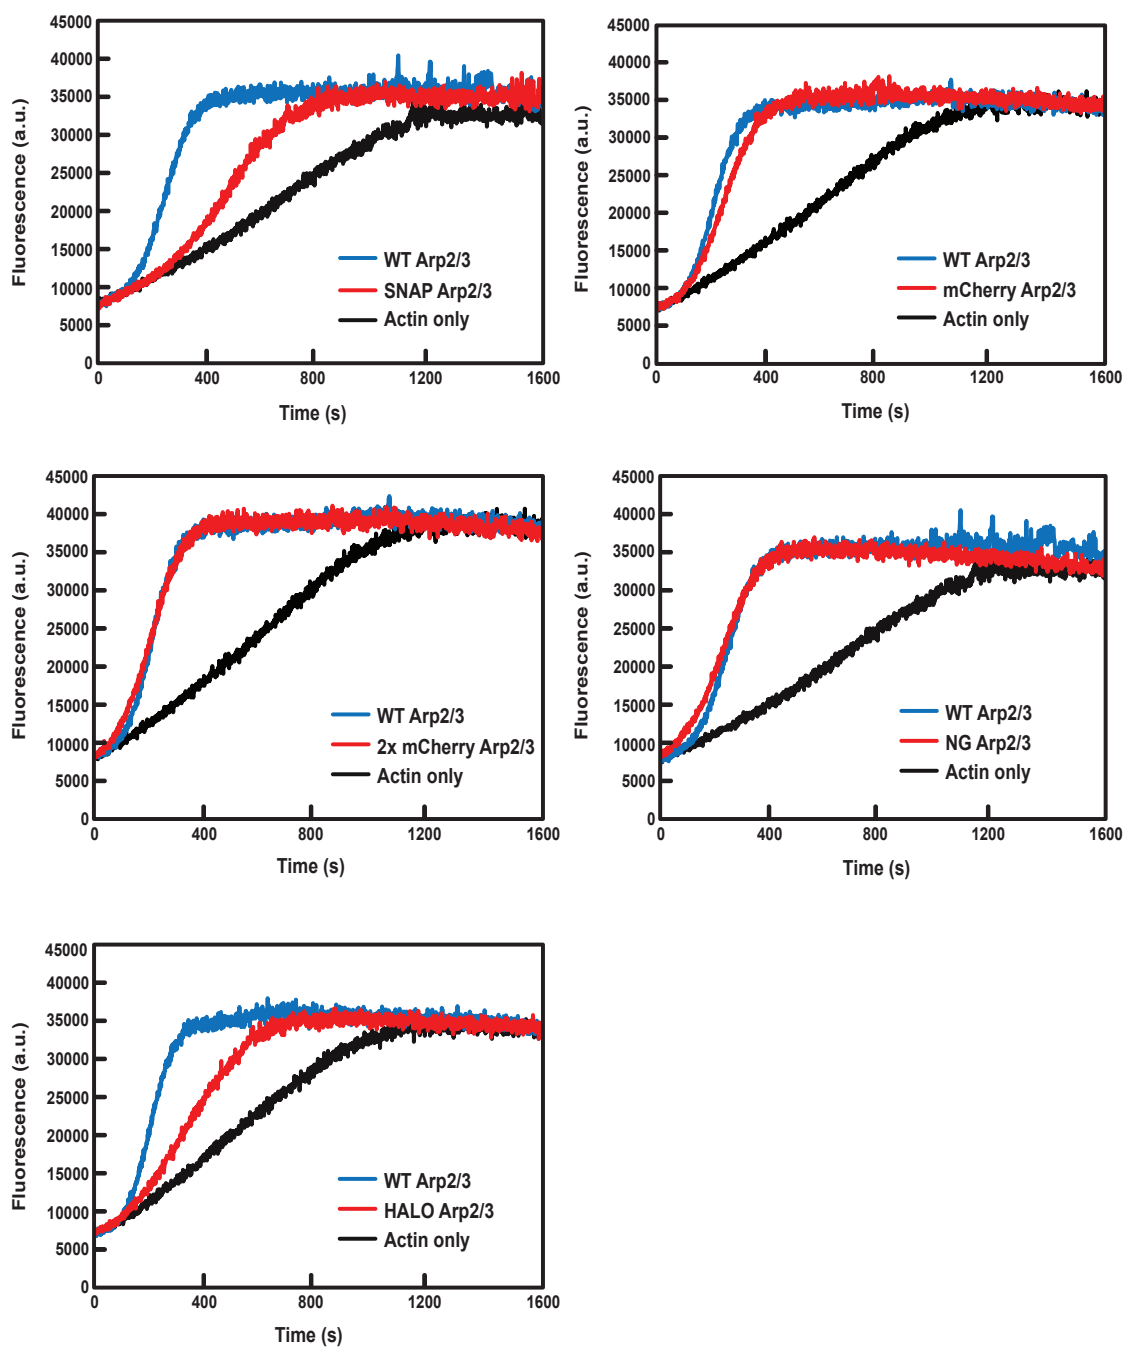 45000
40000
35000
30000
25000
20000
15000
10000
5000
0
Fluorescence (a.u.)
WT Arp2/3
SNAP Arp2/3
Actin only
0 400 800 1200 1600
Time (s)
45000
40000
35000
30000
25000
20000
15000
10000
5000
0
Fluorescence (a.u.)
WT Arp2/3
mCherry Arp2/3
Actin only
0 400 800 1200 1600
Time (s)
45000
40000
35000
30000
25000
20000
15000
10000
5000
0
Fluorescence (a.u.)
WT Arp2/3
2x mCherry Arp2/3
Actin only
0 400 800 1200 1600
Time (s)
45000
40000
35000
30000
25000
20000
15000
10000
5000
0
Fluorescence (a.u.)
WT Arp2/3
NG Arp2/3
Actin only
0 400 800 1200 1600
Time (s)
45000
40000
35000
30000
25000
20000
15000
10000
5000
0
Fluorescence (a.u.)
WT Arp2/3
HALO Arp2/3
Actin only
0 400 800 1200 1600
Time (s)